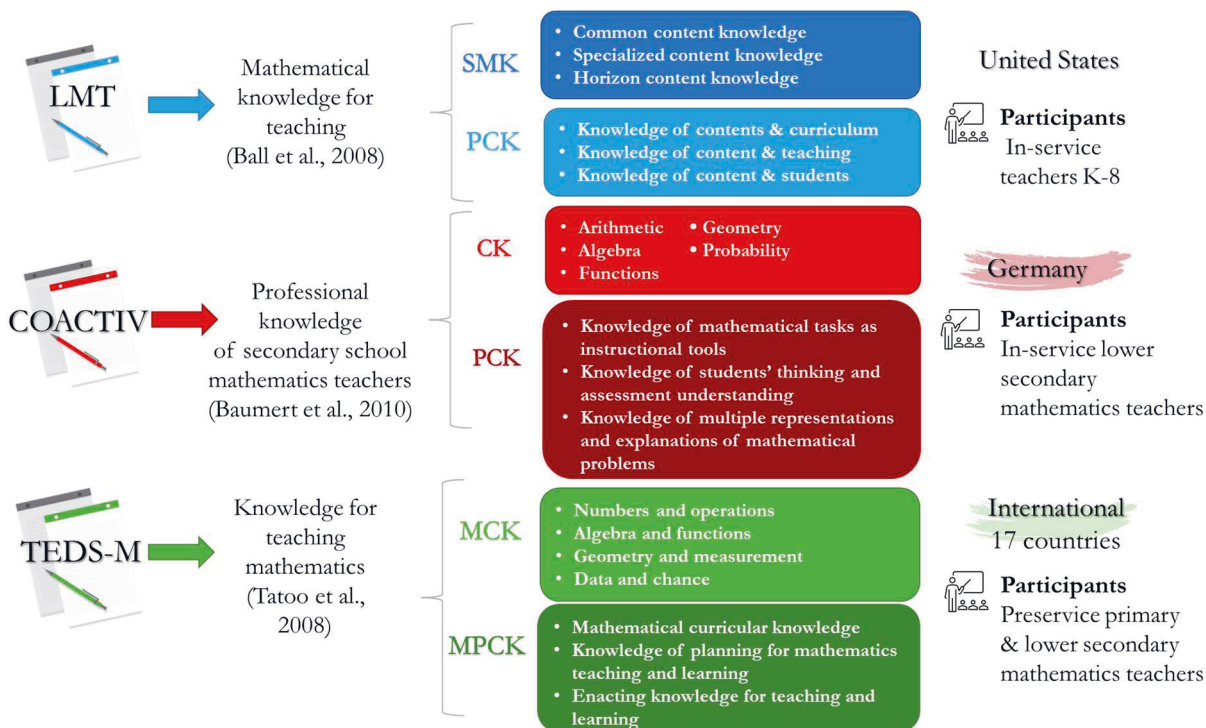 LMT
Mathematical
knowledge for
teaching
(Ball et al., 2008)
SMK
• Common content knowledge
• Specialized content knowledge
• Horizon content knowledge
PCK
• Knowledge of contents & curriculum
• Knowledge of content & teaching
• Knowledge of content & students
United States
Participants
In-service
teachers K-8
COACTIV
Professional
knowledge
of secondary school
mathematics teachers
(Baumert et al., 2010)
CK
• Arithmetic
• Algebra
• Functions
• Geometry
• Probability
PCK
• Knowledge of mathematical tasks as
instructional tools
• Knowledge of students' thinking and
assessment understanding
• Knowledge of multiple representations
and explanations of mathematical
problems
Germany
Participants
In-service lower
secondary
mathematics teachers
TEDS-M
Knowledge for
teaching
mathematics
(Tatoo et al.,
2008)
MCK
• Numbers and operations
• Algebra and functions
• Geometry and measurement
• Data and chance
MPCK
• Mathematical curricular knowledge
• Knowledge of planning for mathematics
teaching and learning
• Enacting knowledge for teaching and
learning
International
17 countries
Participants
Preservice primary
& lower secondary
mathematics teachers